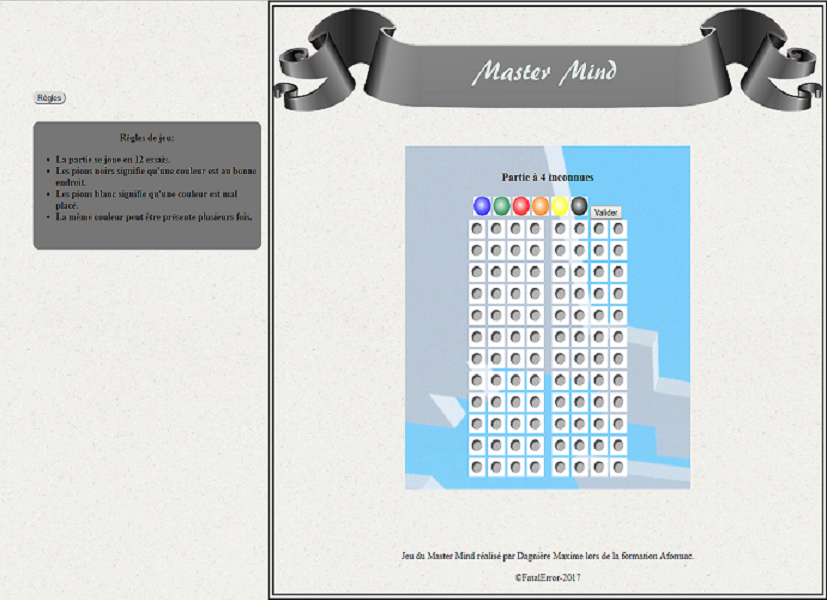 Master Mind
Règles
Règles de jeu:
La partie se joue en 12 essais.
Les pions noirs signifie qu'une couleur est au bonne
endroit.
Les pions blanc signifie qu'une couleur est mal
placé.
La même couleur peut être présente plusieurs fois.
Partie à 4 inconnues
Valider
Jeu du Master Mind réalisé par Dagnière Maxime lors de la formation Aformac.
©FatalError-2017